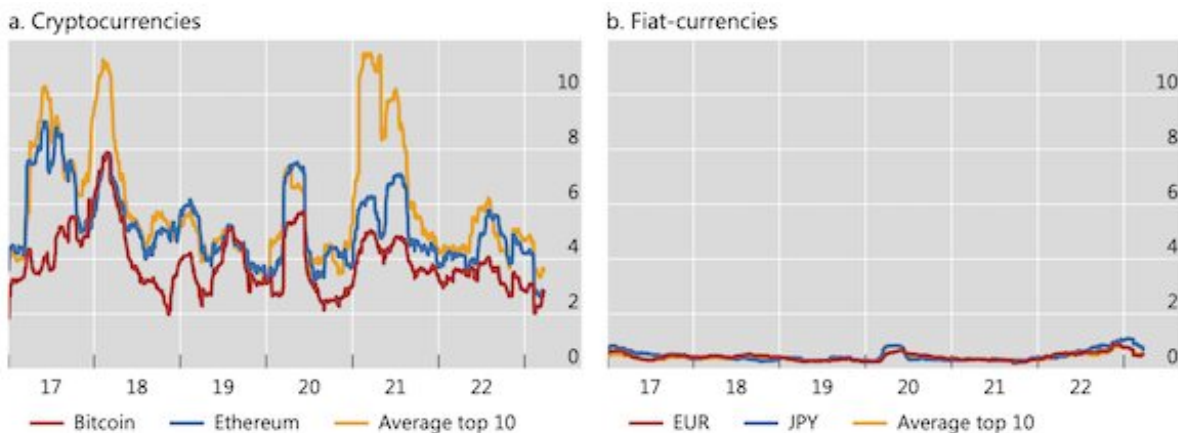 a. Cryptocurrencies
10
8
6
4
2
0
17 18 19 20 21 22
Bitcoin Ethereum Average top 10
b. Fiat-currencies
10
8
6
4
2
0
17 18 19 20 21 22
EUR JPY Average top 10